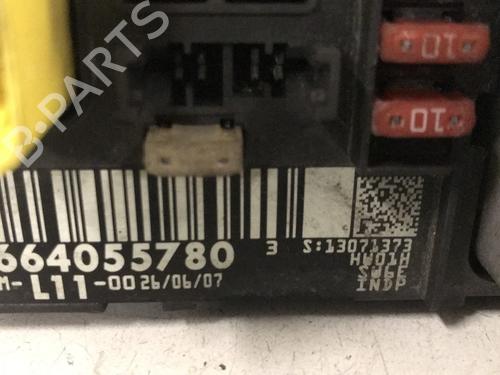 10
10
664055780 3 S:13071373
HW01H
M- L11 -00 26/06/07 SW6E
INDP
B-PARTS